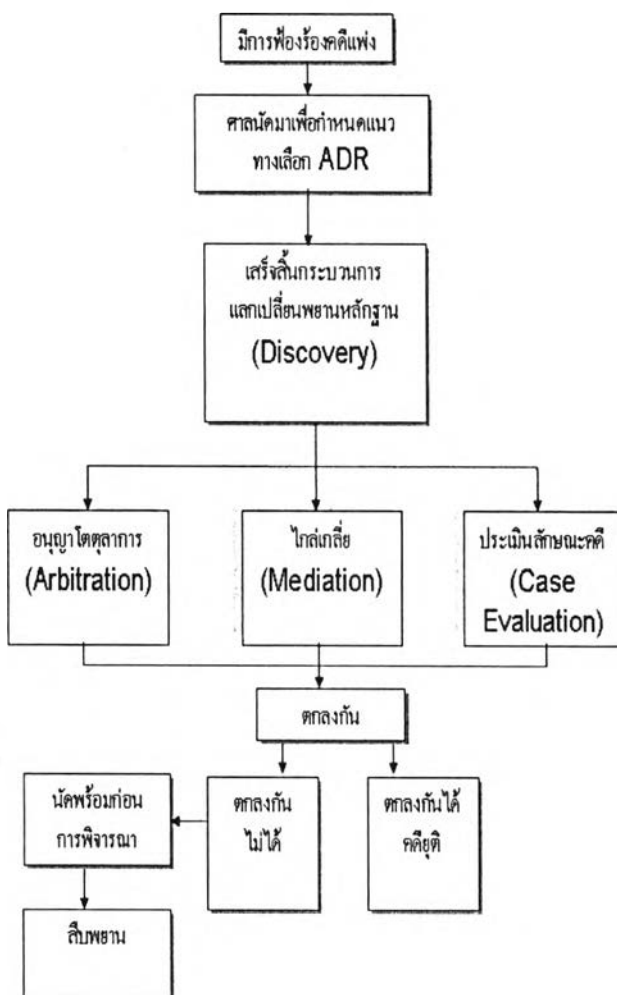 มีการฟ้องร้องคดีแพ่ง
ศาลนัดมาเพื่อกำหนดแนว
ทางเลือก ADR
เสร็จสิ้นกระบวนการ
แลกเปลี่ยนพยานหลักฐาน
(Discovery)
อนุญาโตตุลาการ
(Arbitration)
ไกล่เกลี่ย
(Mediation)
ประเมินลักษณะคดี
(Case
Evaluation)
ตกลงกัน
นัดพร้อมก่อน
การพิจารณา
ตกลงกัน
ไม่ได้
ตกลงกันได้
คดียุติ
สืบพยาน